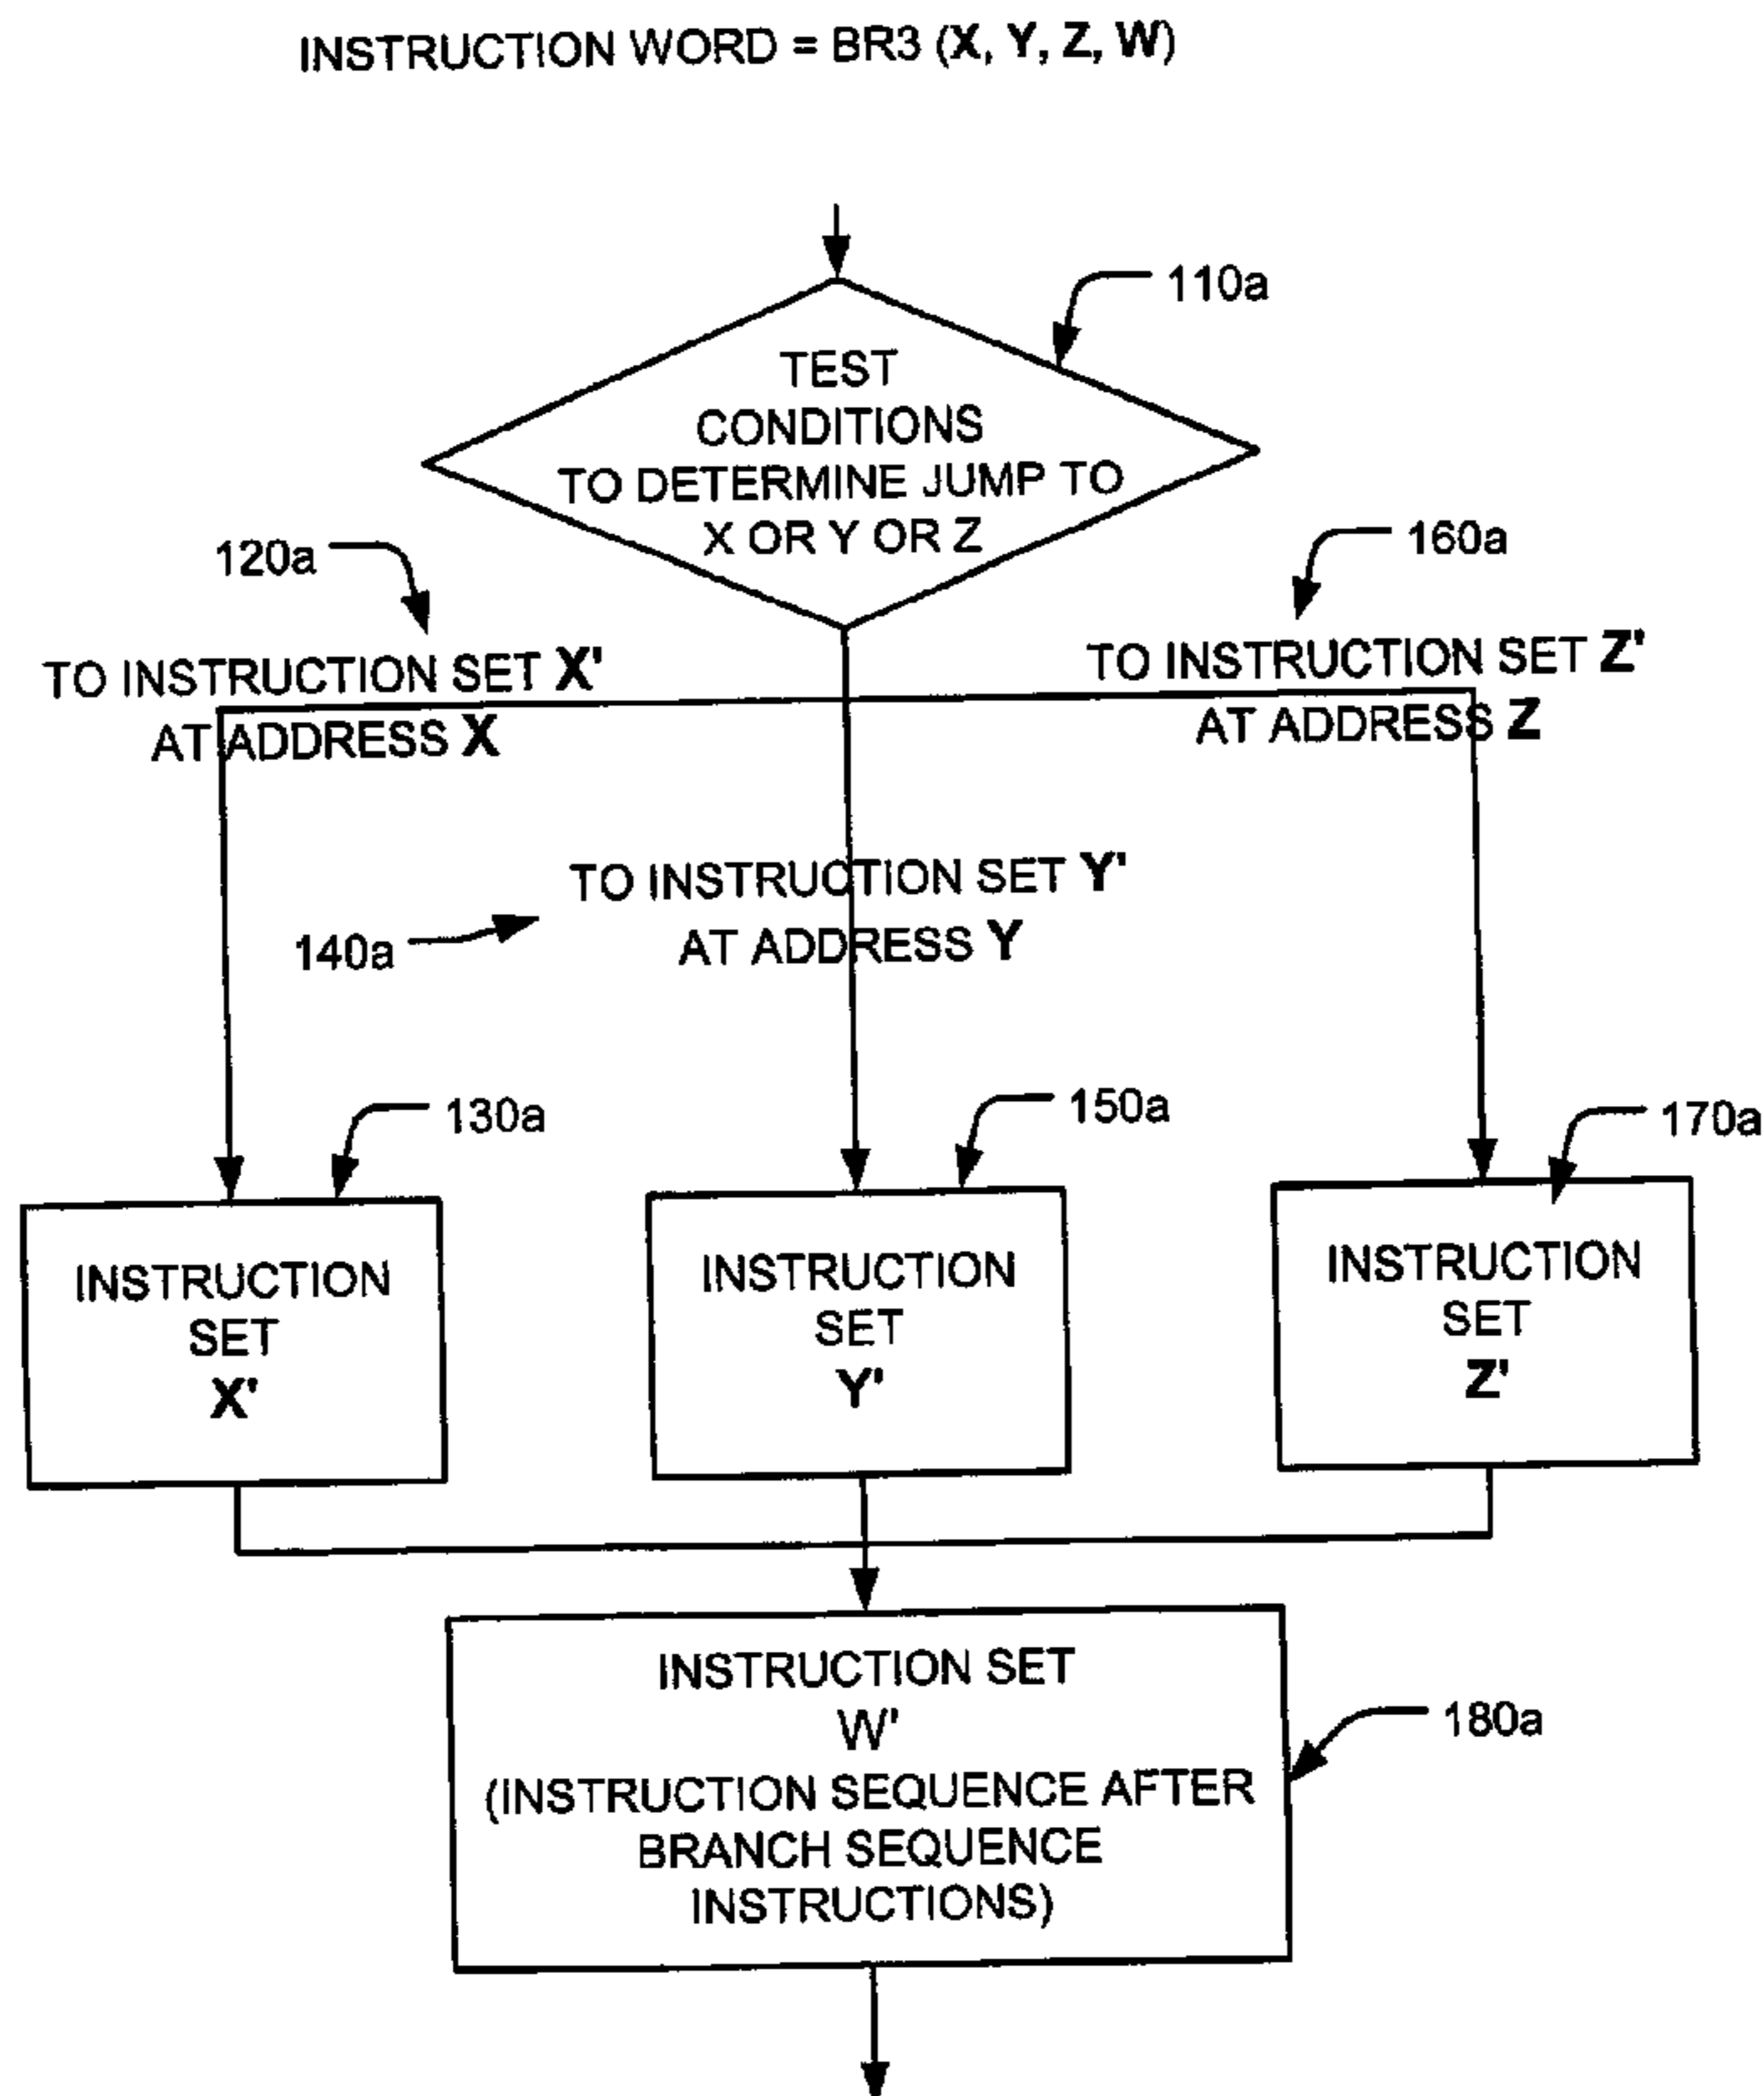 INSTRUCTION WORD = BR3 (X, Y, Z, W)
110a
TEST
CONDITIONS
TO DETERMINE JUMP TO
X OR Y OR Z
120a
160a
TO INSTRUCTION SET X'
AT ADDRESS X
TO INSTRUCTION SET Z'
AT ADDRESS Z
TO INSTRUCTION SET Y'
AT ADDRESS Y
140a
130a
150a
170a
INSTRUCTION
SET
X'
INSTRUCTION
SET
Y'
INSTRUCTION
SET
Z'
INSTRUCTION SET
W'
(INSTRUCTION SEQUENCE AFTER
BRANCH SEQUENCE
INSTRUCTIONS)
180a